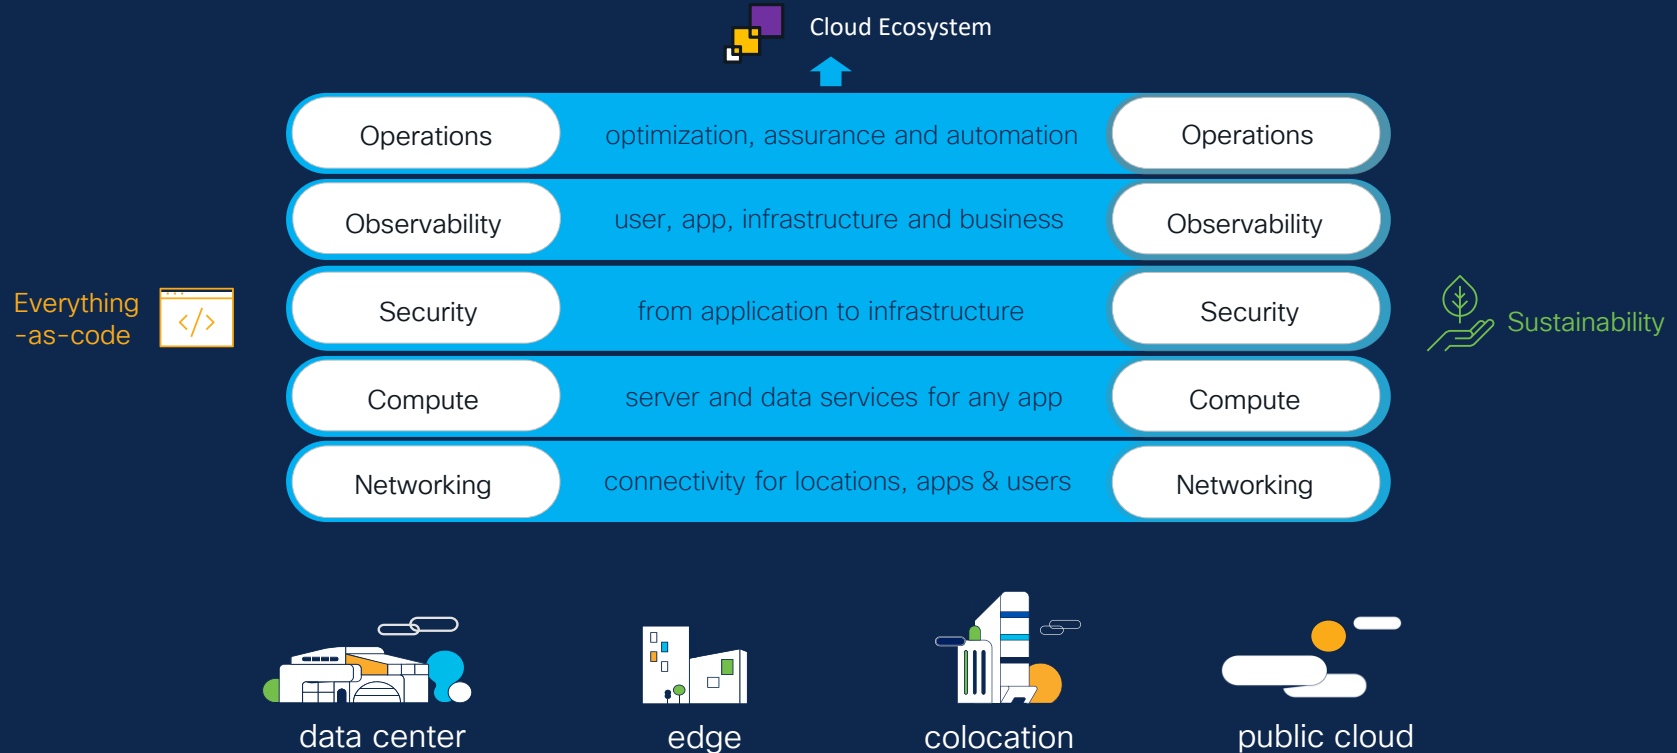 Cloud Ecosystem
Operations optimization, assurance and automation Operations
Observability user, app, infrastructure and business Observability
Everything
-as-code
</>
Security from application to infrastructure Security
Sustainability
Compute server and data services for any app Compute
Networking connectivity for locations, apps & users Networking
data center edge colocation public cloud